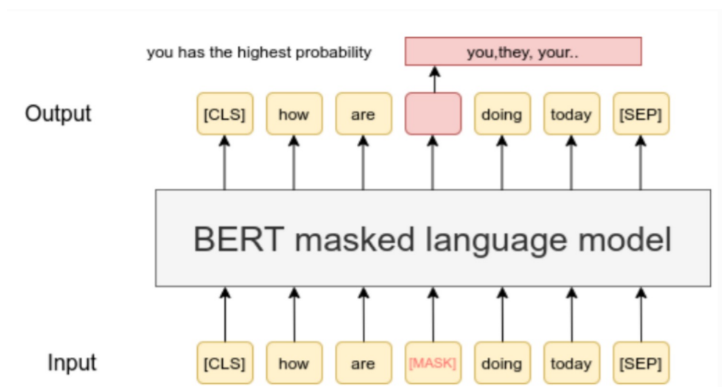 you has the highest probability you,they, your..
Output [CLS] how are doing today [SEP]
BERT masked language model
Input [CLS] how are [MASK] doing today [SEP]